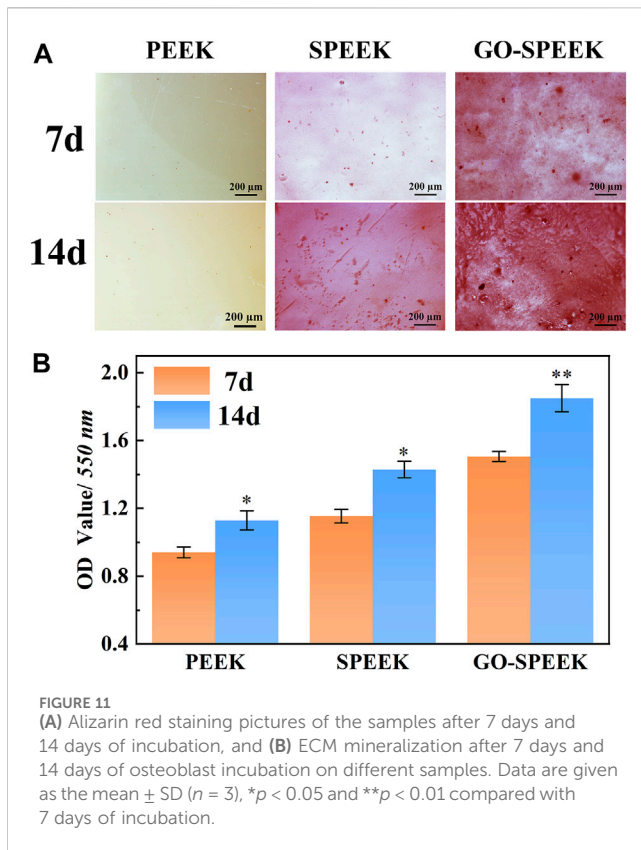 A
PEEK SPEEK GO-SPEEK
7d
200 µm 200 µm 200 µm
14d
200 µm 200 µm 200 µm
B
2.0
1.6
1.2
0.8
0.4
OD Value/ 550 nm
7d
14d
* * **
PEEK SPEEK GO-SPEEK
FIGURE 11
(A) Alizarin red staining pictures of the samples after 7 days and
14 days of incubation, and (B) ECM mineralization after 7 days and
14 days of osteoblast incubation on different samples. Data are given
as the mean ± SD (n = 3), *p < 0.05 and **p < 0.01 compared with
7 days of incubation.